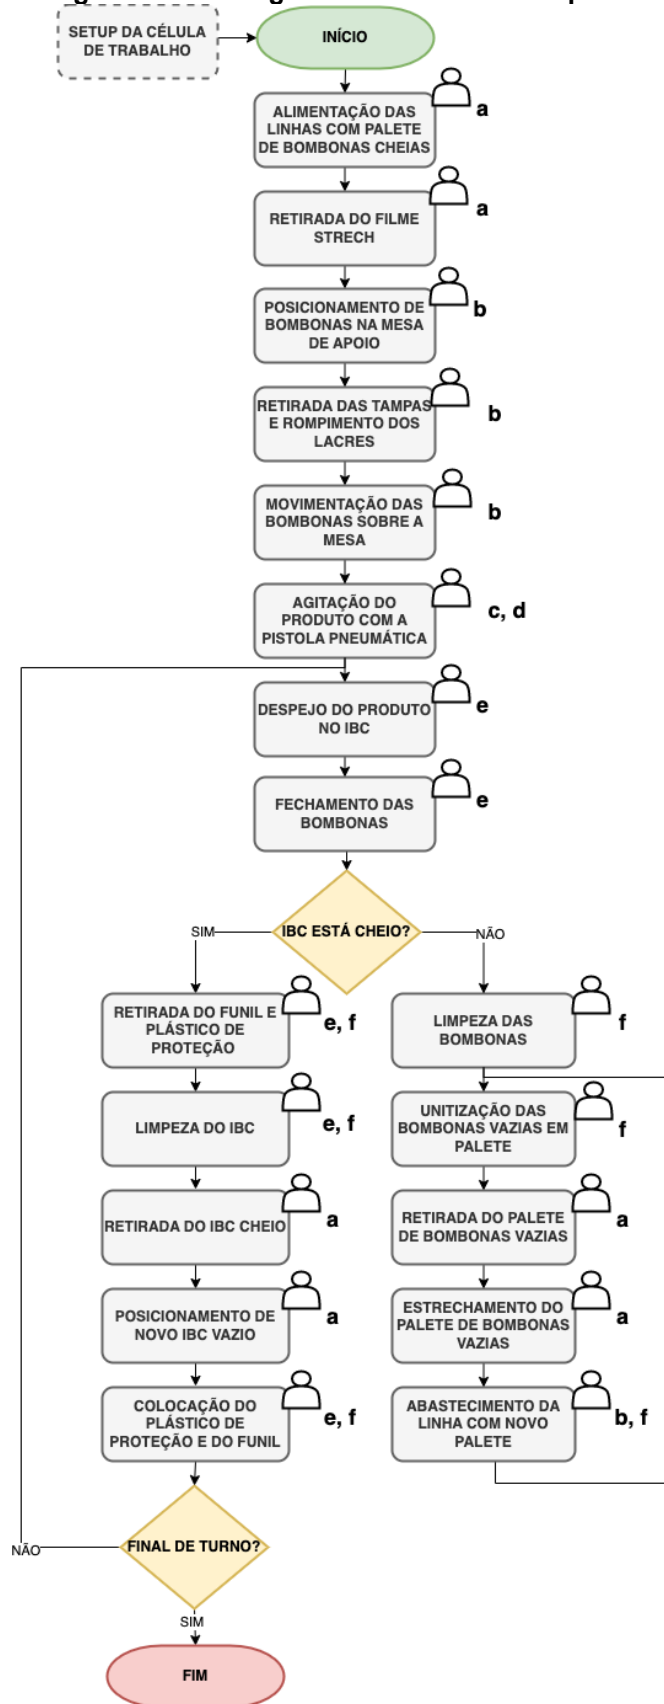 SETUP DA CÉLULA
DE TRABALHO
INÍCIO
ALIMENTAÇÃO DAS
LINHAS COM PALETE
DE BOMBONAS CHEIAS
a
RETIRADA DO FILME
STRECH
a
POSICIONAMENTO DE
BOMBONAS NA MESA
DE APOIO
b
RETIRADA DAS TAMPAS
E ROMPIMENTO DOS
LACRES
b
MOVIMENTAÇÃO DAS
BOMBONAS SOBRE A
MESA
b
AGITAÇÃO DO
PRODUTO COM A
PISTOLA PNEUMÁTICA
c, d
DESPEJO DO PRODUTO
NO IBC
e
FECHAMENTO DAS
BOMBONAS
e
IBC ESTÁ CHEIO?
SIM
NÃO
RETIRADA DO FUNIL E
PLÁSTICO DE
PROTEÇÃO
e, f
LIMPEZA DO IBC
e, f
RETIRADA DO IBC CHEIO
a
POSICIONAMENTO DE
NOVO IBC VAZIO
a
COLOCAÇÃO DO
PLÁSTICO DE
PROTEÇÃO E DO FUNIL
e, f
LIMPEZA DAS
BOMBONAS
f
UNITIZAÇÃO DAS
BOMBONAS VAZIAS EM
PALETE
f
RETIRADA DO PALETE
DE BOMBONAS VAZIAS
a
ESTRECHAMENTO DO
PALETE DE BOMBONAS
VAZIAS
a
ABASTECIMENTO DA
LINHA COM NOVO
PALETE
b, f
FINAL DE TURNO?
NÃO
SIM
FIM